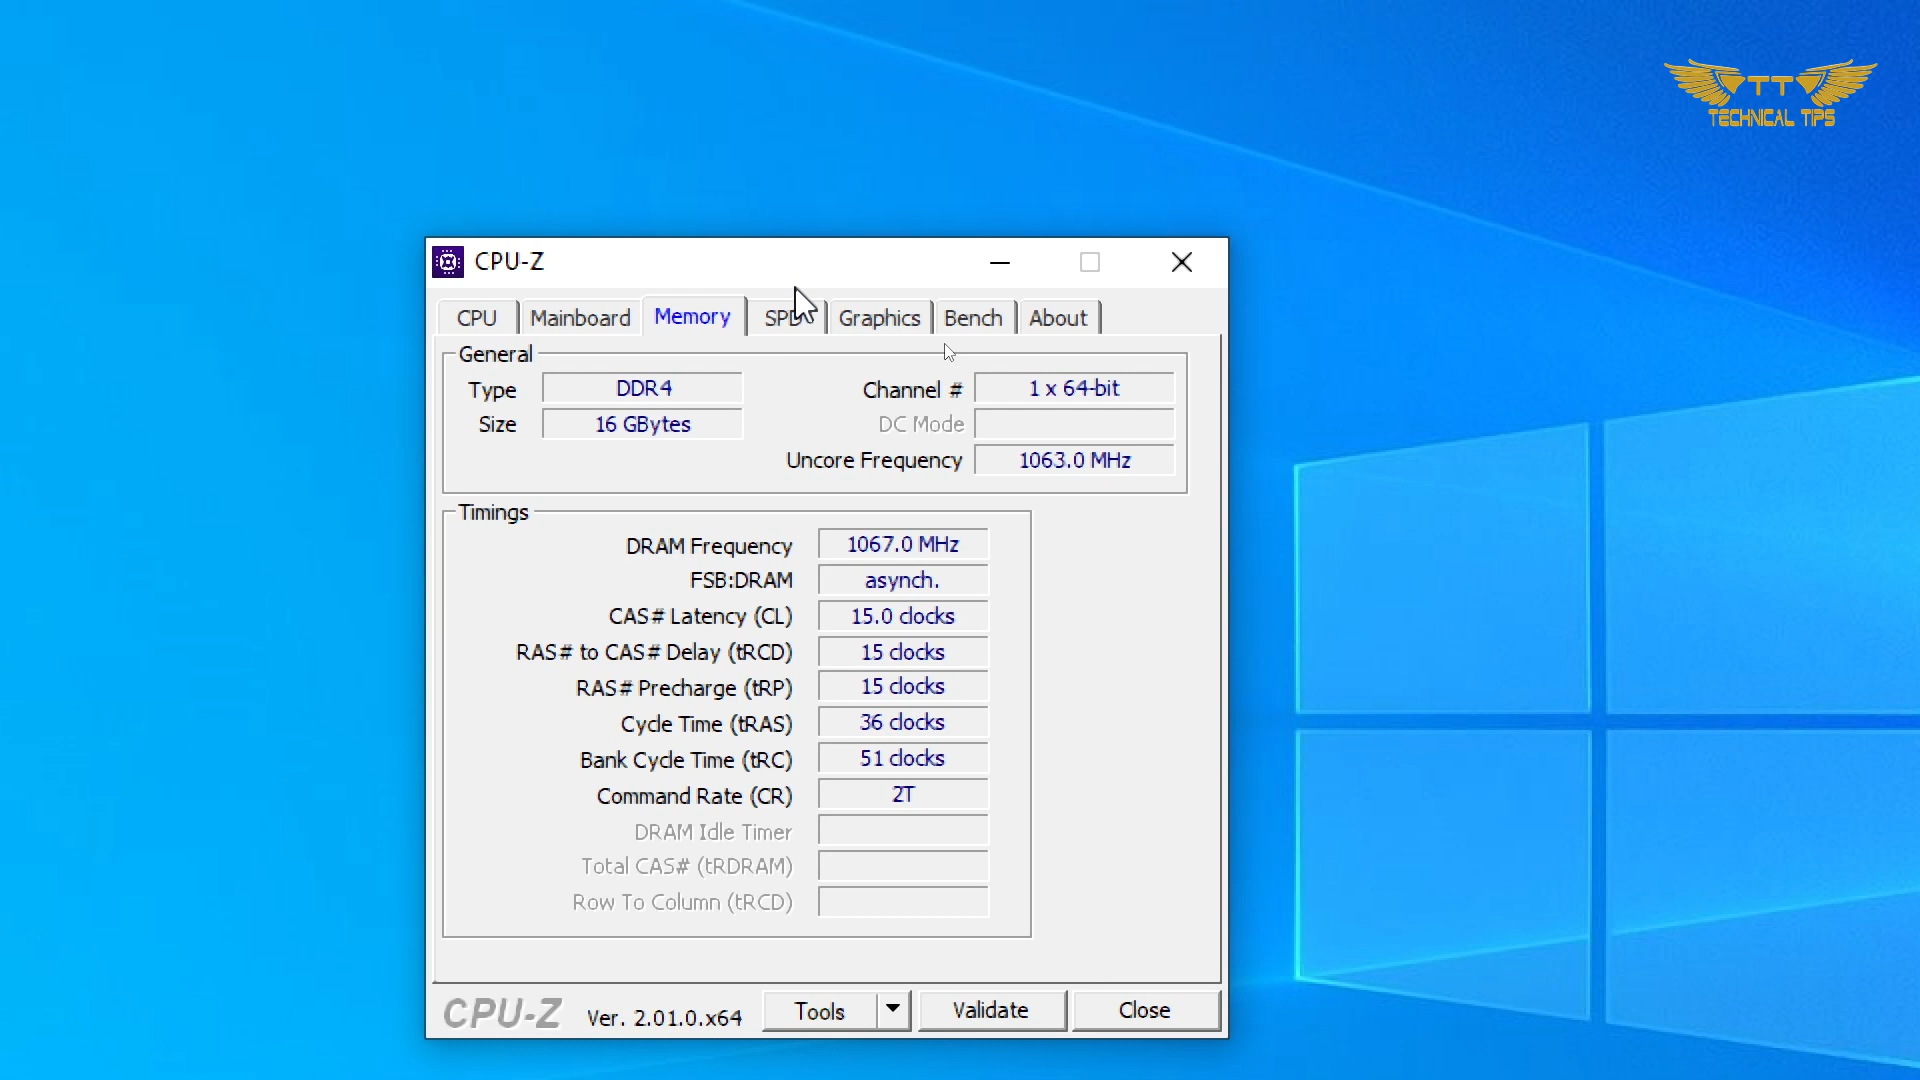 TT
TECHNICAL TIPS
CPU-Z
CPU Mainboard Memory SPD Graphics Bench About
General
Type DDR4 Channel # 1 x 64-bit
Size 16 GBytes DC Mode
Uncore Frequency 1063.0 MHz
Timings
DRAM Frequency 1067.0 MHz
FSB:DRAM asynch.
CAS# Latency (CL) 15.0 clocks
RAS# to CAS# Delay (tRCD) 15 clocks
RAS# Precharge (tRP) 15 clocks
Cycle Time (tRAS) 36 clocks
Bank Cycle Time (tRC) 51 clocks
Command Rate (CR) 2T
DRAM Idle Timer
Total CAS# (tRDRAM)
Row To Column (tRCD)
CPU-Z Ver. 2.01.0.x64 Tools Validate Close